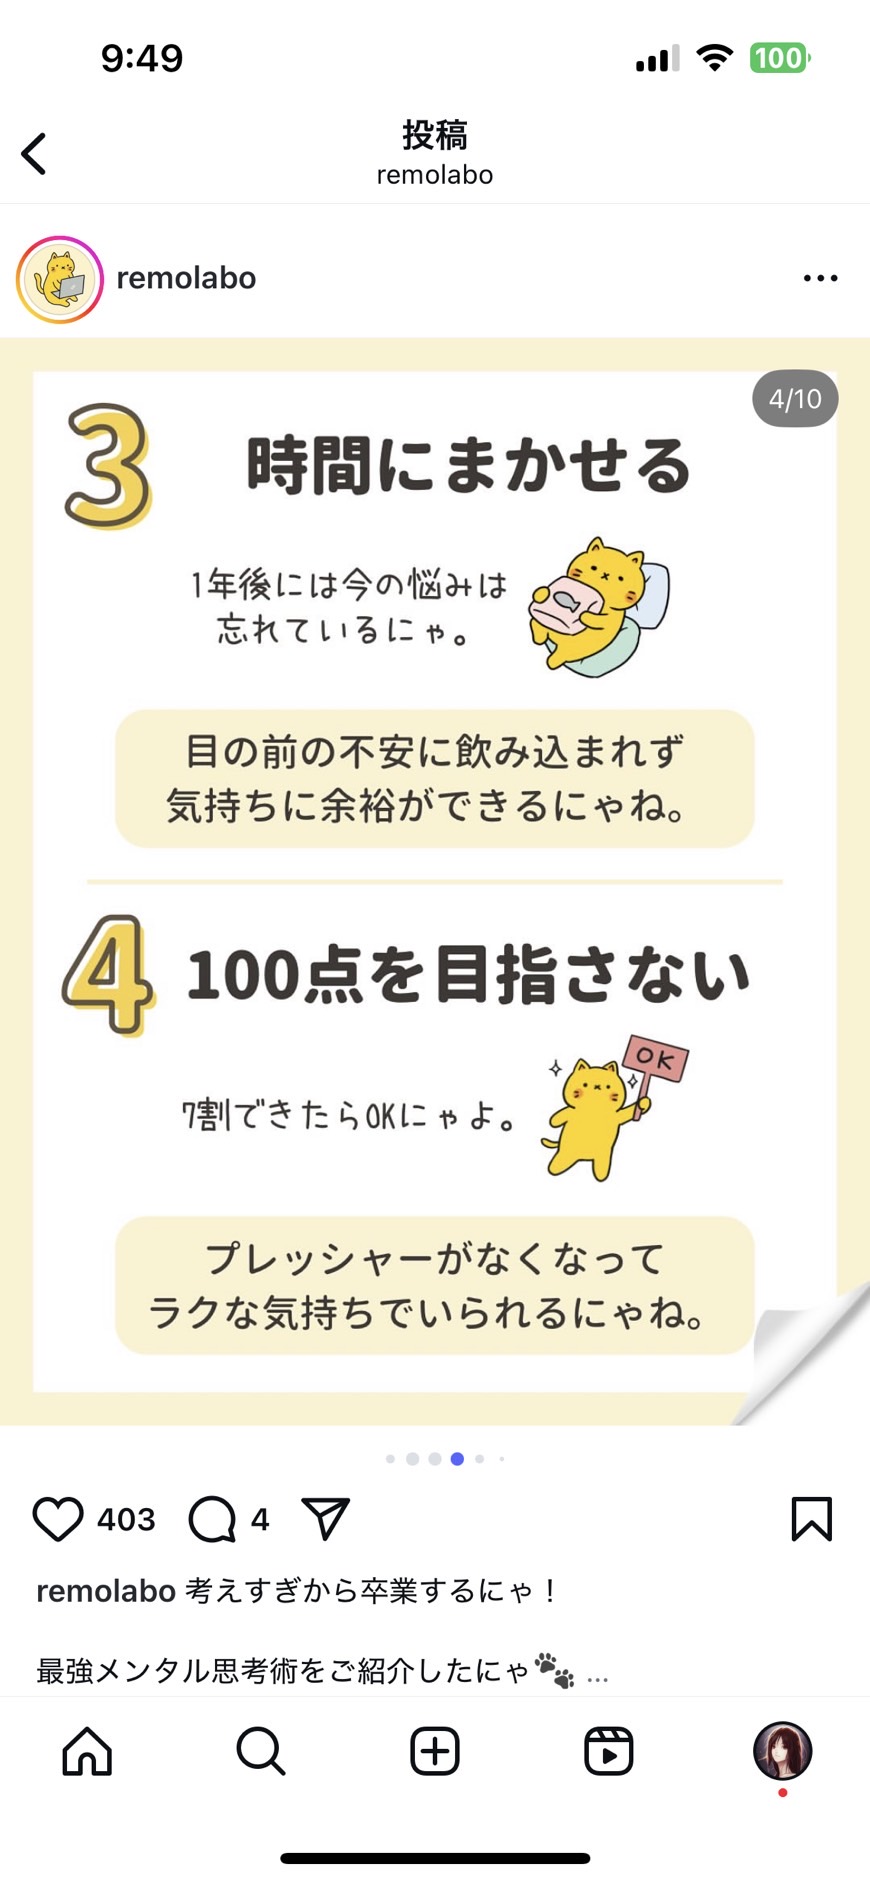 9:49
100
投稿
remolabo
remolabo
4/10
3
時間にまかせる
1年後には今の悩みは
忘れているにゃ。
目の前の不安に飲み込まれず
気持ちに余裕ができるにゃね。
4
100点を目指さない
OK
7割できたらOKにゃよ。
プレッシャーがなくなって
ラクな気持ちでいられるにゃね。
403
4
remolabo 考えすぎから卒業するにゃ！
最強メンタル思考術をご紹介したにゃ🐾 ...